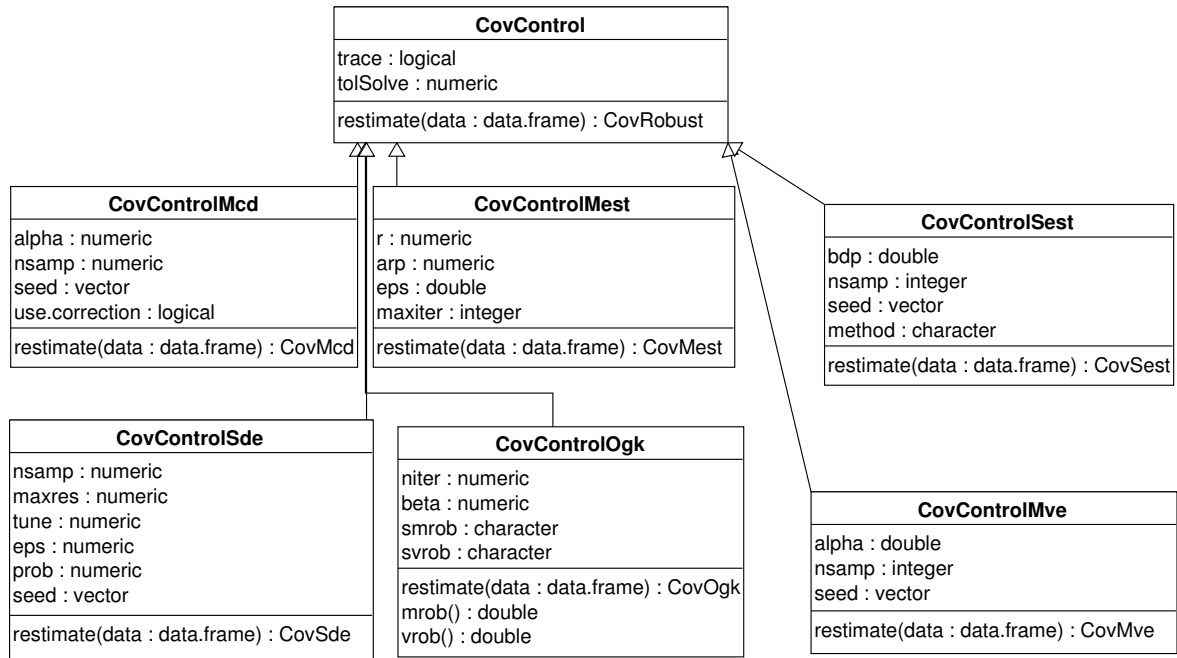 CovControl
trace : logical
tolSolve : numeric
restimate(data : data.frame) : CovRobust
CovControlMcd
alpha : numeric
nsamp : numeric
seed : vector
use.correction : logical
restimate(data : data.frame) : CovMcd
CovControlMest
r : numeric
arp : numeric
eps : double
maxiter : integer
restimate(data : data.frame) : CovMest
CovControlSest
bdp : double
nsamp : integer
seed : vector
method : character
restimate(data : data.frame) : CovSest
CovControlSde
nsamp : numeric
maxres : numeric
tune : numeric
eps : numeric
prob : numeric
seed : vector
restimate(data : data.frame) : CovSde
CovControlOgk
niter : numeric
beta : numeric
smrob : character
svrob : character
restimate(data : data.frame) : CovOgk
mrob() : double
vrob() : double
CovControlMve
alpha : double
nsamp : integer
seed : vector
restimate(data : data.frame) : CovMve